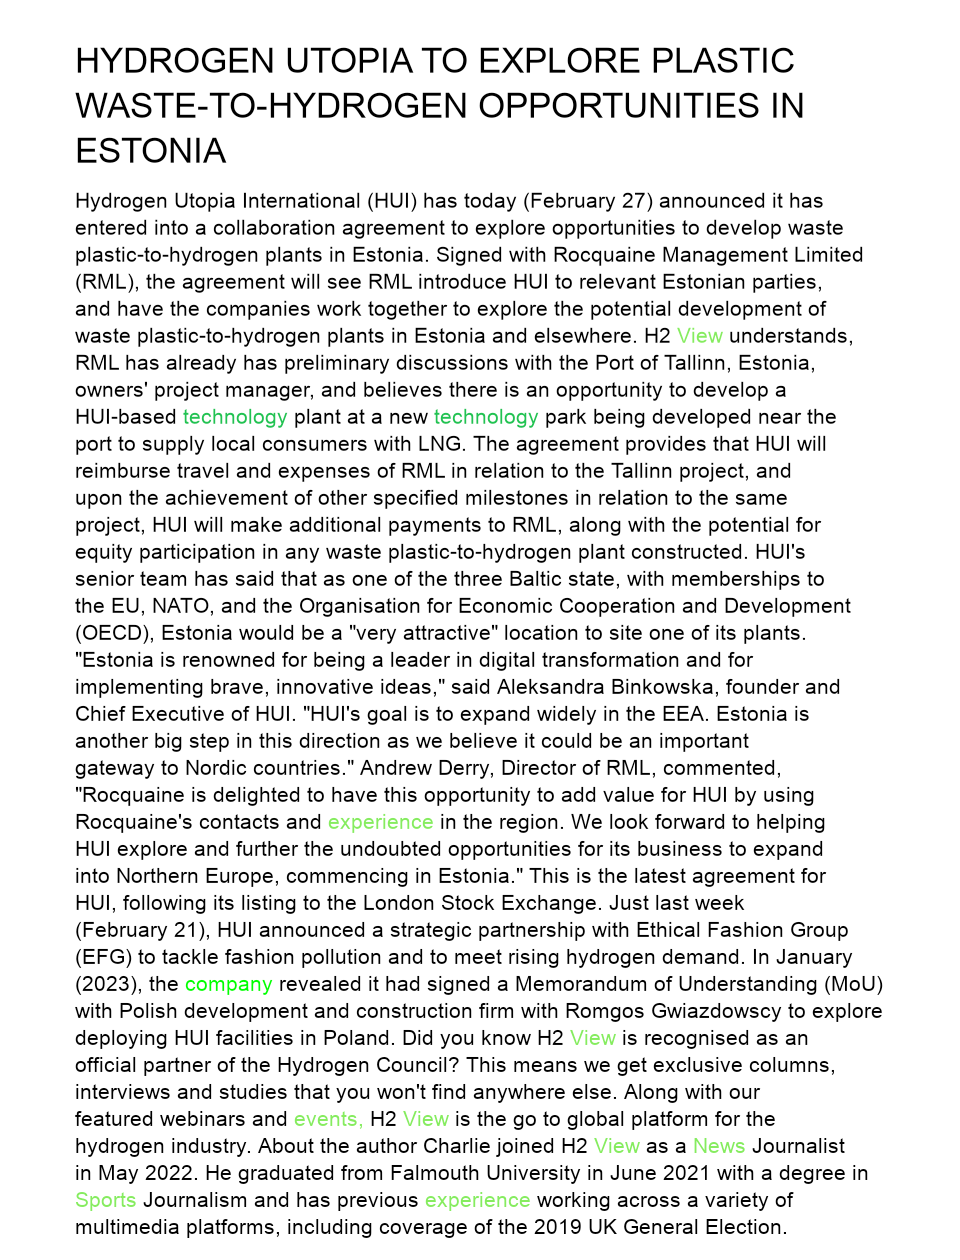 HYDROGEN UTOPIA TO EXPLORE PLASTIC
WASTE-TO-HYDROGEN OPPORTUNITIES IN
ESTONIA
Hydrogen Utopia International (HUI) has today (February 27) announced it has
entered into a collaboration agreement to explore opportunities to develop waste
plastic-to-hydrogen plants in Estonia. Signed with Rocquaine Management Limited
(RML), the agreement will see RML introduce HUI to relevant Estonian parties,
and have the companies work together to explore the potential development of
waste plastic-to-hydrogen plants in Estonia and elsewhere. H2 View understands,
RML has already has preliminary discussions with the Port of Tallinn, Estonia,
owners' project manager, and believes there is an opportunity to develop a
HUI-based technology plant at a new technology park being developed near the
port to supply local consumers with LNG. The agreement provides that HUI will
reimburse travel and expenses of RML in relation to the Tallinn project, and
upon the achievement of other specified milestones in relation to the same
project, HUI will make additional payments to RML, along with the potential for
equity participation in any waste plastic-to-hydrogen plant constructed. HUI's
senior team has said that as one of the three Baltic state, with memberships to
the EU, NATO, and the Organisation for Economic Cooperation and Development
(OECD), Estonia would be a "very attractive" location to site one of its plants.
"Estonia is renowned for being a leader in digital transformation and for
implementing brave, innovative ideas," said Aleksandra Binkowska, founder and
Chief Executive of HUI. "HUI's goal is to expand widely in the EEA. Estonia is
another big step in this direction as we believe it could be an important
gateway to Nordic countries." Andrew Derry, Director of RML, commented,
"Rocquaine is delighted to have this opportunity to add value for HUI by using
Rocquaine's contacts and experience in the region. We look forward to helping
HUI explore and further the undoubted opportunities for its business to expand
into Northern Europe, commencing in Estonia." This is the latest agreement for
HUI, following its listing to the London Stock Exchange. Just last week
(February 21), HUI announced a strategic partnership with Ethical Fashion Group
(EFG) to tackle fashion pollution and to meet rising hydrogen demand. In January
(2023), the company revealed it had signed a Memorandum of Understanding (MoU)
with Polish development and construction firm with Romgos Gwiazdowscy to explore
deploying HUI facilities in Poland. Did you know H2 View is recognised as an
official partner of the Hydrogen Council? This means we get exclusive columns,
interviews and studies that you won't find anywhere else. Along with our
featured webinars and events, H2 View is the go to global platform for the
hydrogen industry. About the author Charlie joined H2 View as a News Journalist
in May 2022. He graduated from Falmouth University in June 2021 with a degree in
Sports Journalism and has previous experience working across a variety of
multimedia platforms, including coverage of the 2019 UK General Election.